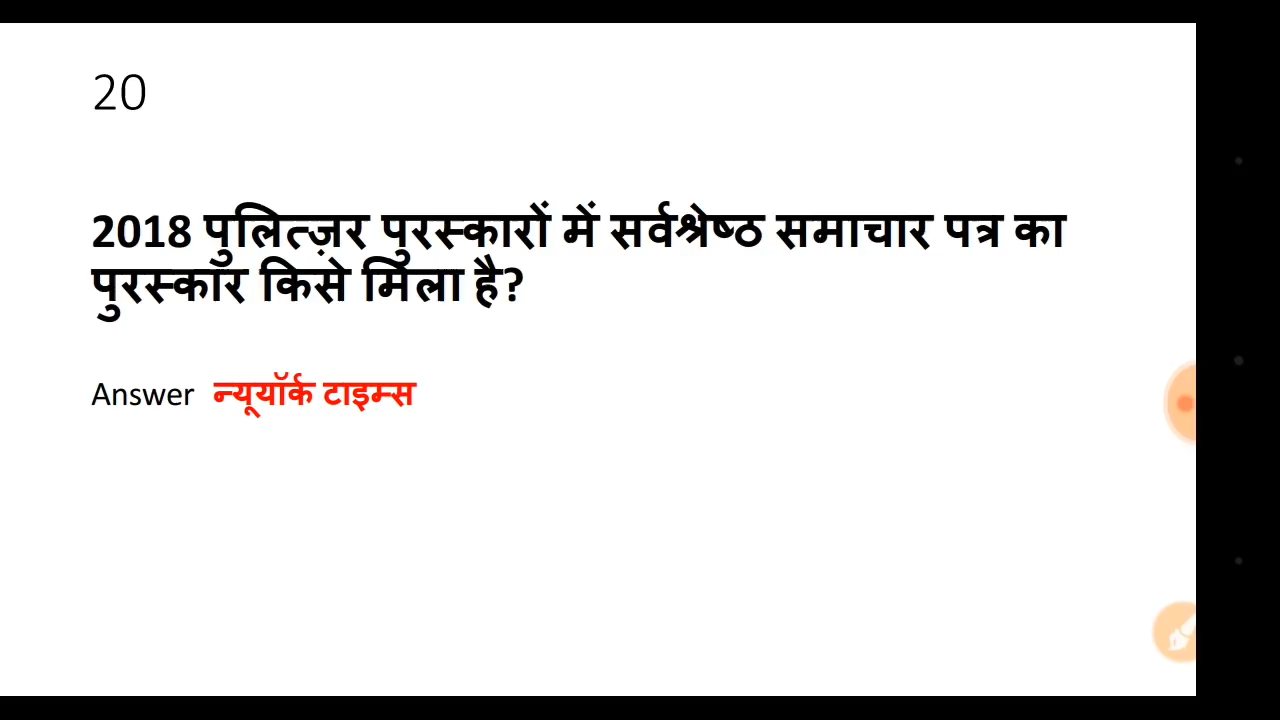 20
2018 पुलित्ज़र पुरस्कारों में सर्वश्रेष्ठ समाचार पत्र का
पुरस्कार किसे मिला है?
Answer न्यूयॉर्क टाइम्स